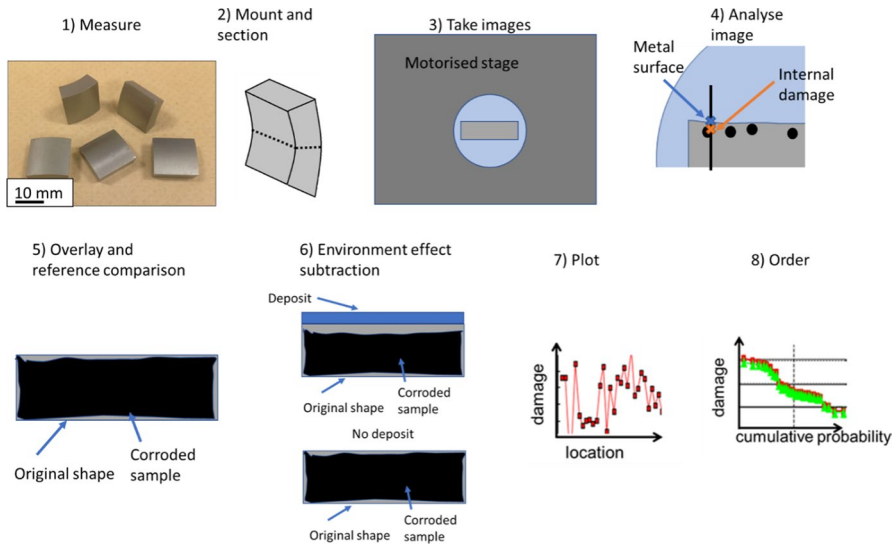 1) Measure
10 mm
2) Mount and
section
3) Take images
Motorised stage
4) Analyse
image
Metal
surface
Internal
damage
5) Overlay and
reference comparison
Original shape
Corroded
sample
6) Environment effect
subtraction
Deposit
Original shape
Corroded
sample
No deposit
Original shape
Corroded
sample
7) Plot
damage
location
8) Order
damage
cumulative probability